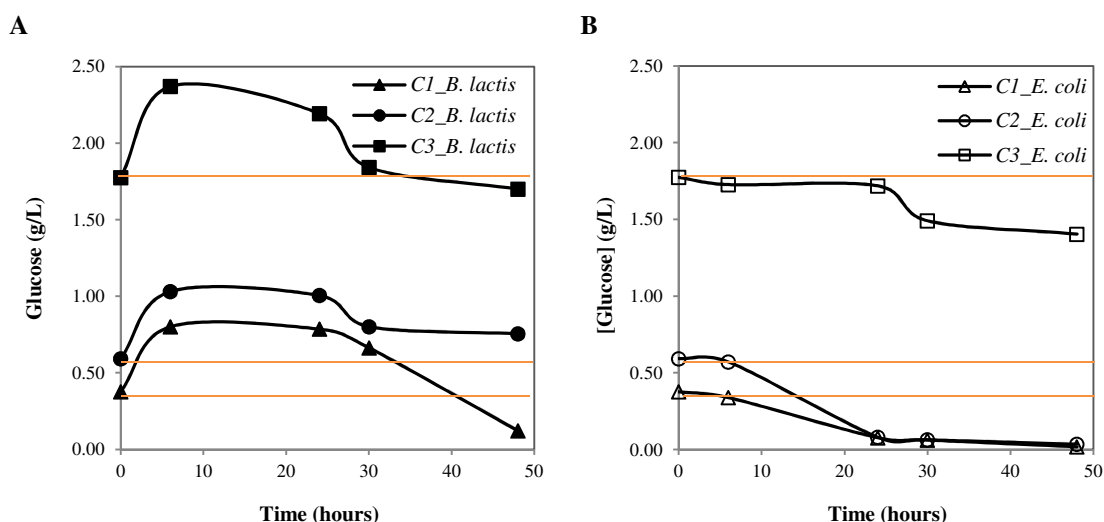 A
2.50
2.00
1.50
1.00
0.50
0.00
Glucose (g/L)
C1_B. lactis
C2_B. lactis
C3_B. lactis
0 10 20 30 40 50
Time (hours)
B
2.50
2.00
1.50
1.00
0.50
0.00
[Glucose] (g/L)
C1_E. coli
C2_E. coli
C3_E. coli
0 10 20 30 40 50
Time (hours)